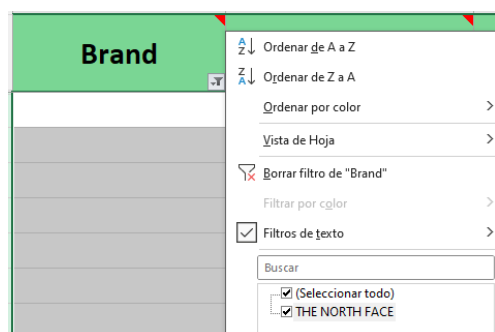 Brand
Ordenar de A a Z
Ordenar de Z a A
Ordenar por color
Vista de Hoja
Borrar filtro de "Brand"
Filtrar por color
Filtros de texto
Buscar
(Seleccionar todo)
THE NORTH FACE